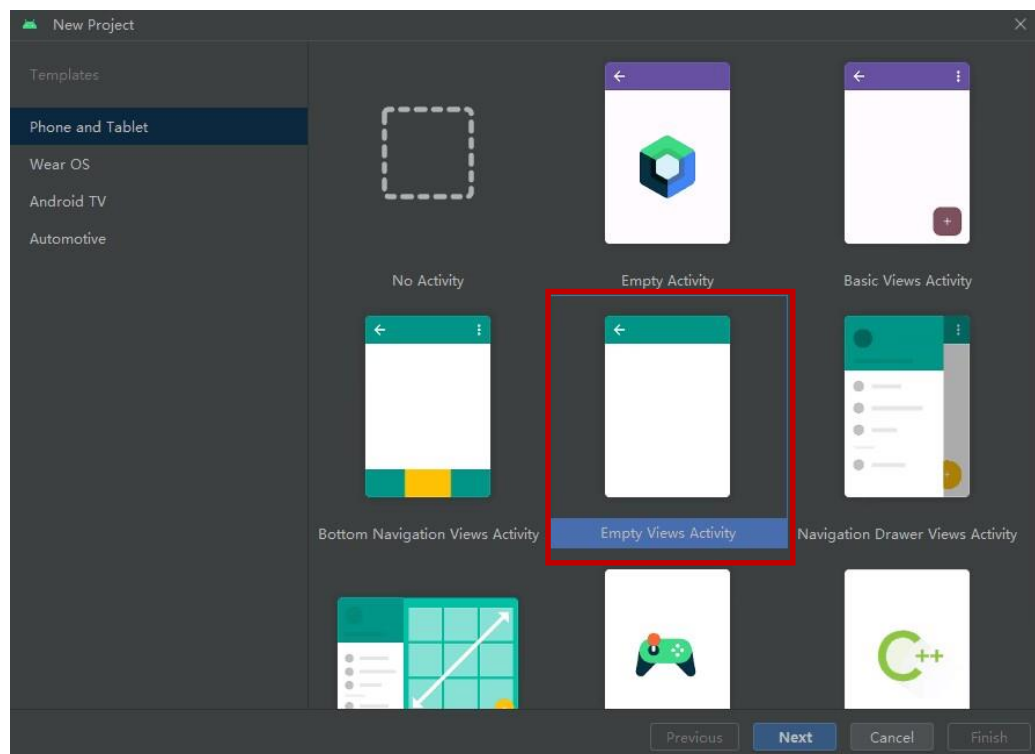 New Project
Templates
Phone and Tablet
Wear OS
Android TV
Automotive
No Activity
Empty Activity
Basic Views Activity
Bottom Navigation Views Activity
Empty Views Activity
Navigation Drawer Views Activity
C++
Previous
Next
Cancel
Finish